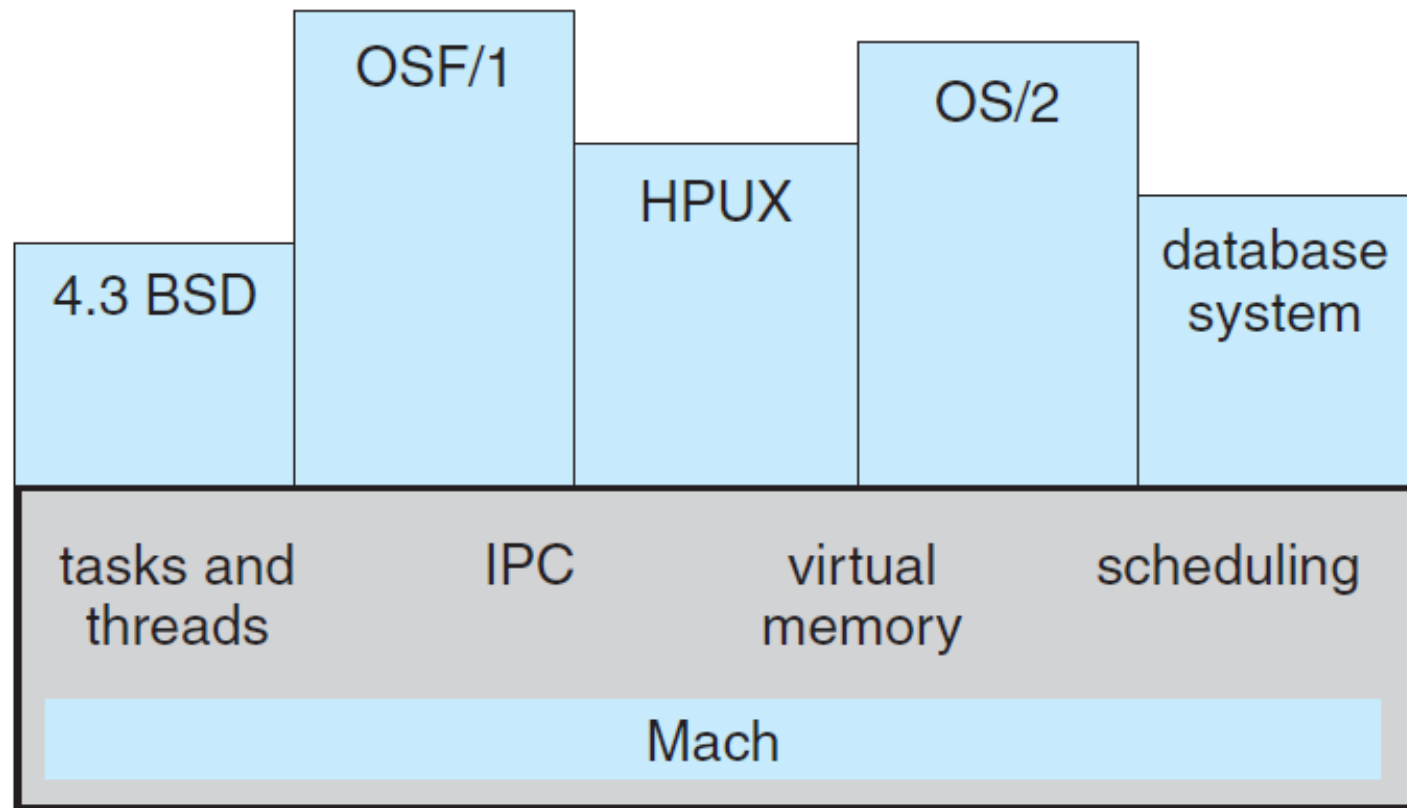 OSF/1
OS/2
HPUX
database
system
4.3 BSD
tasks and
threads
IPC
virtual
memory
scheduling
Mach